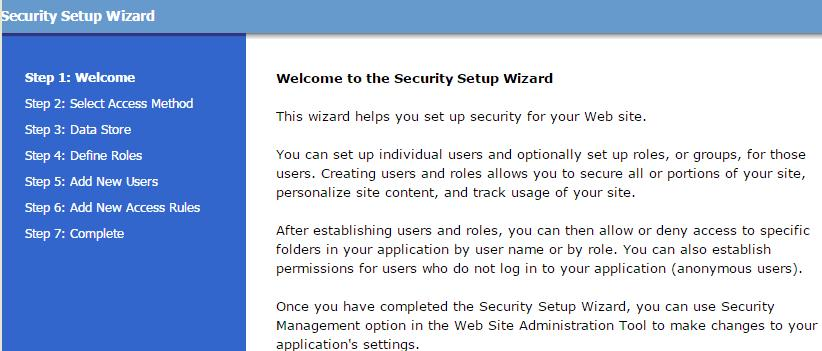 Security Setup Wizard
Step 1: Welcome
Step 2: Select Access Method
Step 3: Data Store
Step 4: Define Roles
Step 5: Add New Users
Step 6: Add New Access Rules
Step 7: Complete
Welcome to the Security Setup Wizard
This wizard helps you set up security for your Web site.
You can set up individual users and optionally set up roles, or groups, for those
users. Creating users and roles allows you to secure all or portions of your site,
personalize site content, and track usage of your site.
After establishing users and roles, you can then allow or deny access to specific
folders in your application by user name or by role. You can also establish
permissions for users who do not log in to your application (anonymous users).
Once you have completed the Security Setup Wizard, you can use Security
Management option in the Web Site Administration Tool to make changes to your
application's settings.